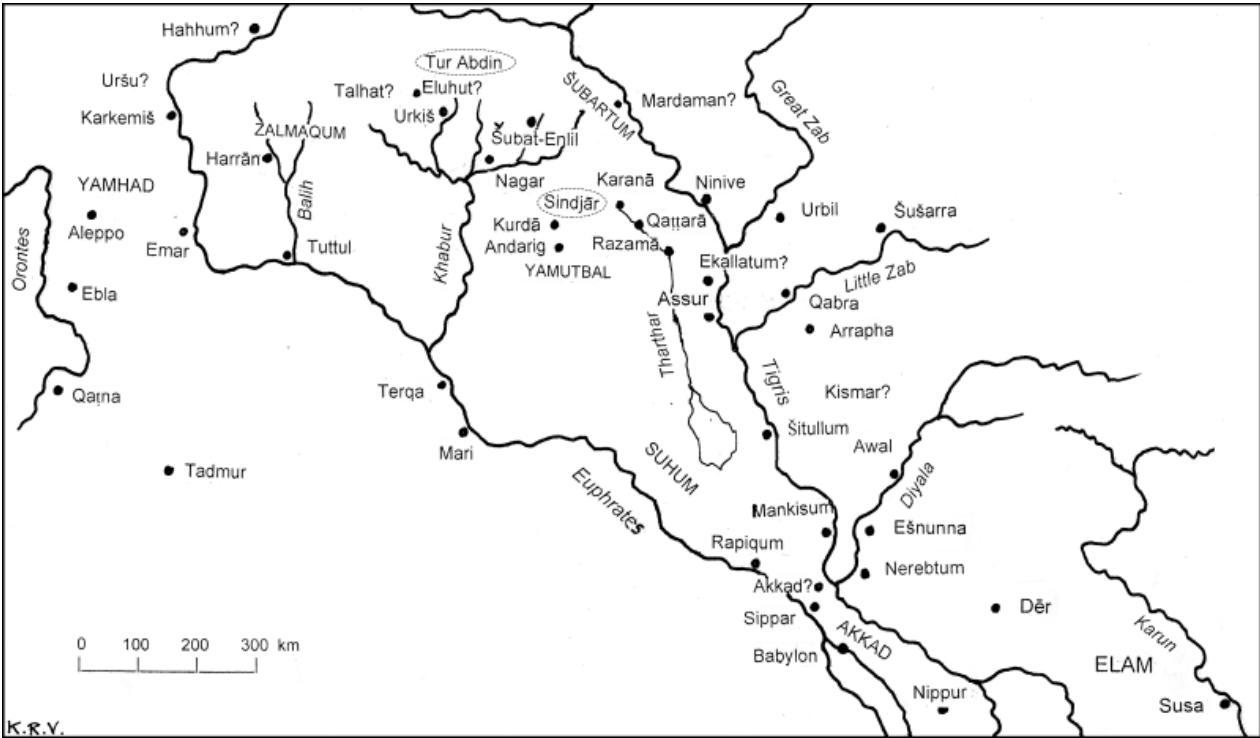 Hahhum?
Tur Abdin
Uršu?
Talhat?
Eluhut?
ŠUBARTUM
Mardaman?
Great Zab
Karkemiš
Urkiš
ZALMAQUM
Šubat-Enlil
Harrān
Nagar
Karanā
Ninive
YAMHAD
Balih
Sindjār
Urbil
Šušarra
Aleppo
Kurdā
Qaṭṭarā
Orontes
Emar
Tuttul
Khabur
Andarig
Razamā
YAMUTBAL
Ekallatum?
Little Zab
Ebla
Assur
Qabra
Arrapha
Tharthar
Tigris
Qaṭna
Terqa
Kismar?
Šitullum
Mari
Awal
Tadmur
SUHUM
Diyala
Euphrates
Mankisum
Ešnunna
Rapiqum
Nerebtum
Akkad?
Dēr
Sippar
AKKAD
Karun
0 100 200 300 km
Babylon
ELAM
Nippur
Susa
K.R.V.